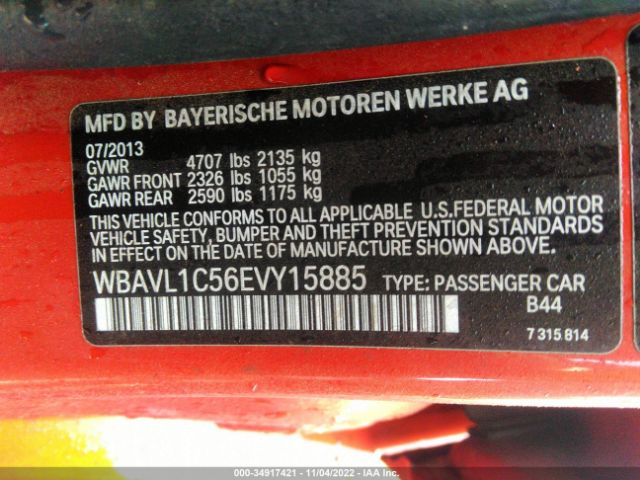 MFD BY BAYERISCHE MOTOREN WERKE AG
07/2013
GVWR 4707 lbs 2135 kg
GAWR FRONT 2326 lbs 1055 kg
GAWR REAR 2590 lbs 1175 kg
THIS VEHICLE CONFORMS TO ALL APPLICABLE U.S.FEDERAL MOTOR
VEHICLE SAFETY, BUMPER AND THEFT PREVENTION STANDARDS
IN EFFECT ON THE DATE OF MANUFACTURE SHOWN ABOVE.
WBAVL1C56EVY15885 TYPE: PASSENGER CAR
B44
7 315 814
000-34917421 - 11/04/2022 - IAA Inc.